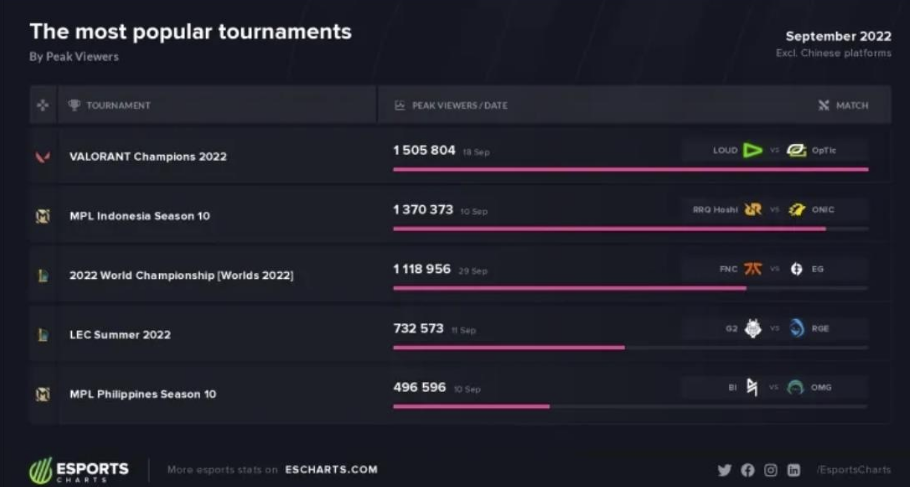 The most popular tournaments
By Peak Viewers
September 2022
Excl. Chinese platforms
TOURNAMENT PEAK VIEWERS/DATE MATCH
VALORANT Champions 2022 1 505 804 18 Sep LOUD VS OpTic
MPL Indonesia Season 10 1 370 373 10 Sep RRQ Hoshi VS ONIC
2022 World Championship [Worlds 2022] 1 118 956 29 Sep FNC VS EG
LEC Summer 2022 732 573 11 Sep G2 VS RGE
MPL Philippines Season 10 496 596 10 Sep Bl VS OMG
ESPORTS CHARTS More esports stats on ESCHARTS.COM /EsportsCharts